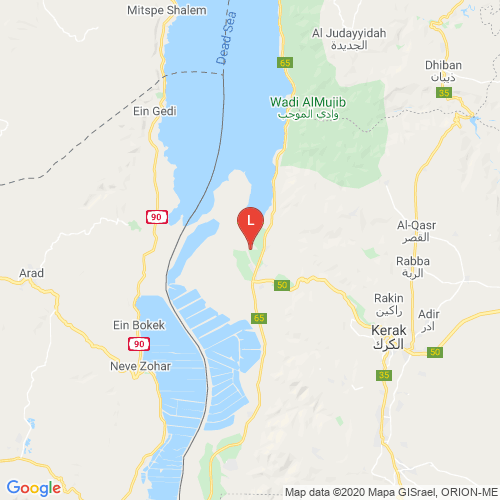 Mitspe Shalem
Dead Sea
65
Al Judayyidah
الجديدة
Dhiban
ذيبان
35
Wadi AlMujib
وادي الموجب
Ein Gedi
90
L
Al-Qasr
القصر
Rabba
الربة
Arad
50
Rakin
راكين
Adir
ادر
Ein Bokek
65
Kerak
الكرك
90
50
Neve Zohar
35
Google
Map data ©2020 Mapa GISrael, ORION-ME